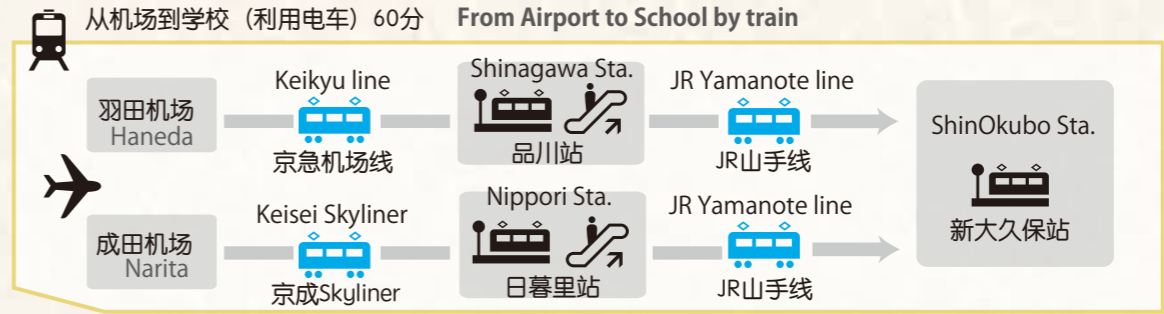 从机场到学校（利用电车）60分 From Airport to School by train
羽田机场
Haneda
Keikyu line
京急机场线
Shinagawa Sta.
品川站
JR Yamanote line
JR山手线
成田机场
Narita
Keisei Skyliner
京成Skyliner
Nippori Sta.
日暮里站
JR Yamanote line
JR山手线
ShinOkubo Sta.
新大久保站